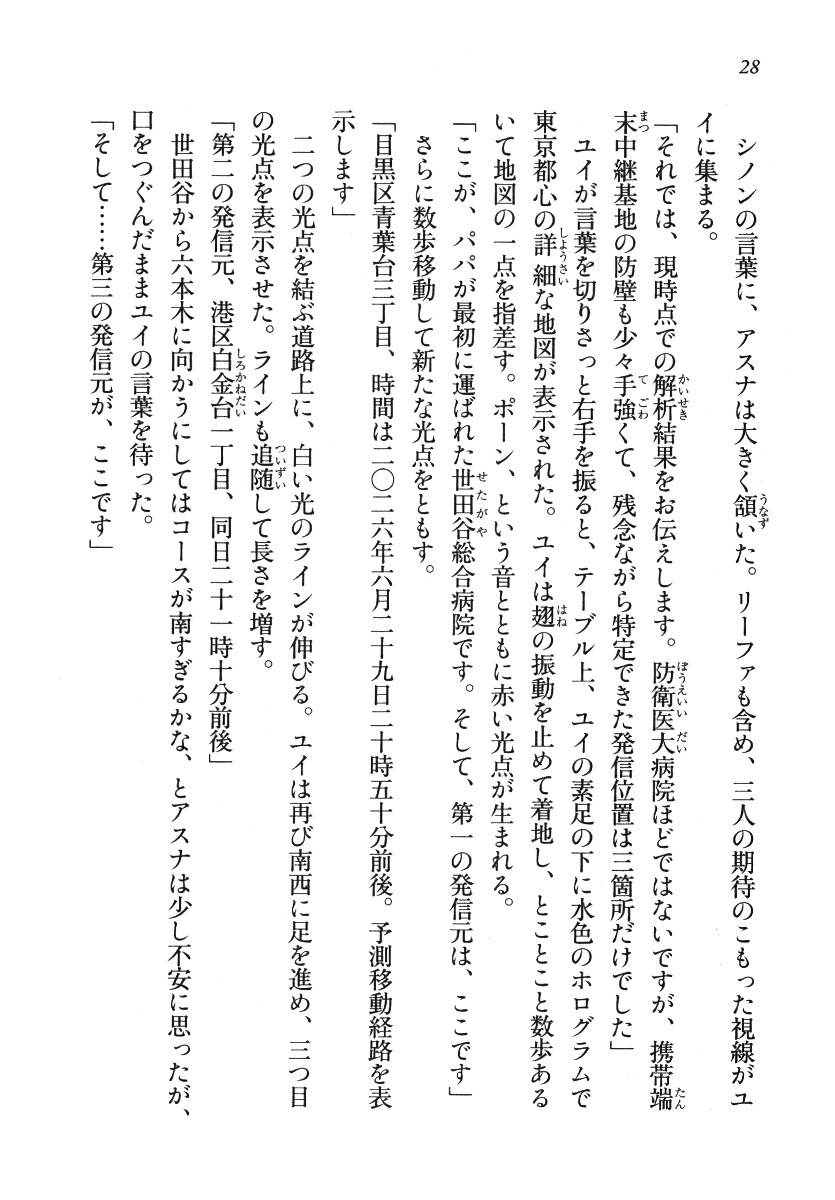 28
シノンの言葉に、アスナは大きく頷いた。リーファも含め、三人の期待のこもった視線がユ
イに集まる。
「それでは、現時点での解析結果をお伝えします。防衛医大病院ほどではないですが、携帯端
末中継基地の防壁も少々手強くて、残念ながら特定できた発信位置は三箇所だけでした」
ユイが言葉を切りさっと右手を振ると、テーブル上、ユイの素足の下に水色のホログラムで
東京都心の詳細な地図が表示された。ユイは翅の振動を止めて着地し、とことこと数歩ある
いて地図の一点を指差す。ポーン、という音とともに赤い光点が生まれる。
「ここが、パパが最初に運ばれた世田谷総合病院です。そして、第一の発信元は、ここです」
さらに数歩移動して新たな光点をともす。
「目黒区青葉台三丁目、時間は二〇二六年六月二十九日二十時五十分前後。予測移動経路を表
示します」
二つの光点を結ぶ道路上に、白い光のラインが伸びる。ユイは再び南西に足を進め、三つ目
の光点を表示させた。ラインも追随して長さを増す。
「第二の発信元、港区白金台一丁目、同日二十一時十分前後」
世田谷から六本木に向かうにしてはコースが南すぎるかな、とアスナは少し不安に思ったが、
口をつぐんだままユイの言葉を待った。
「そして……第三の発信元が、ここです」